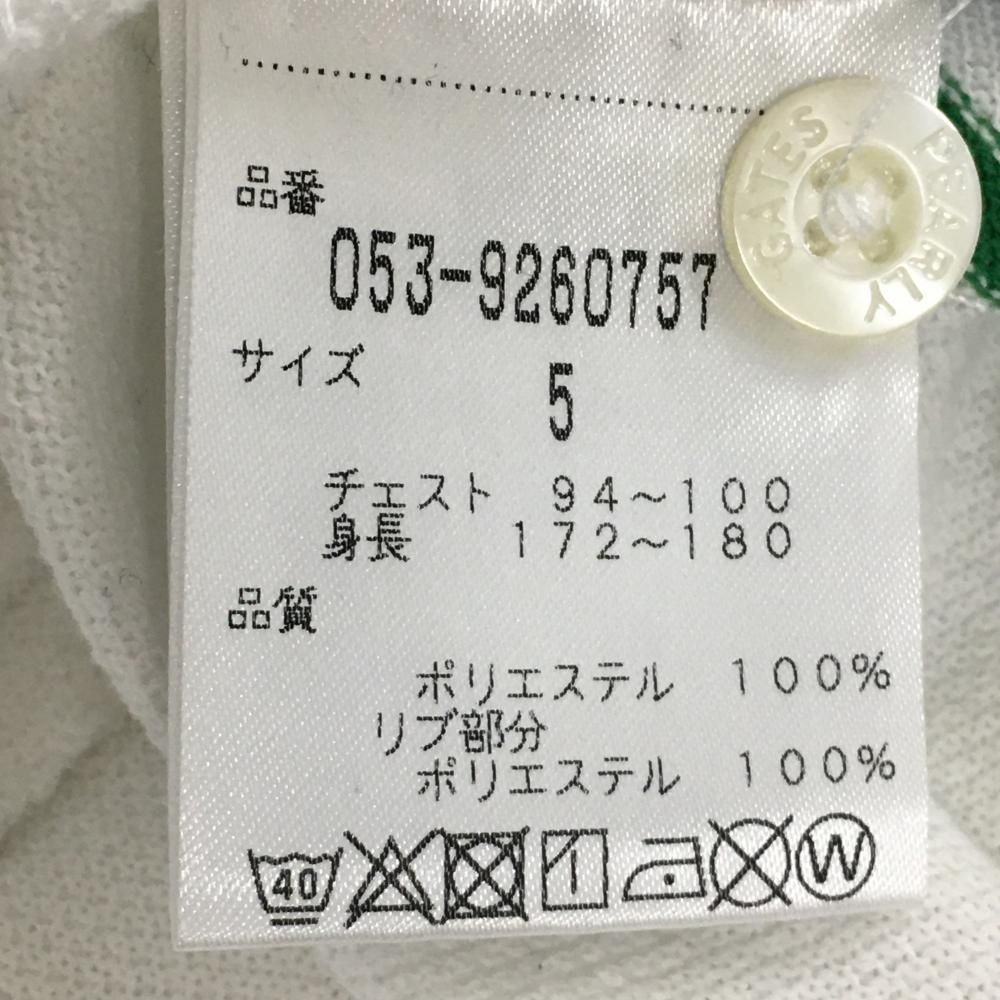 品番
053-9260757
サイズ
5
チェスト 94～100
身長 172～180
品質
ポリエステル 100%
リブ部分
ポリエステル 100%
40
W
PEARLY GATES